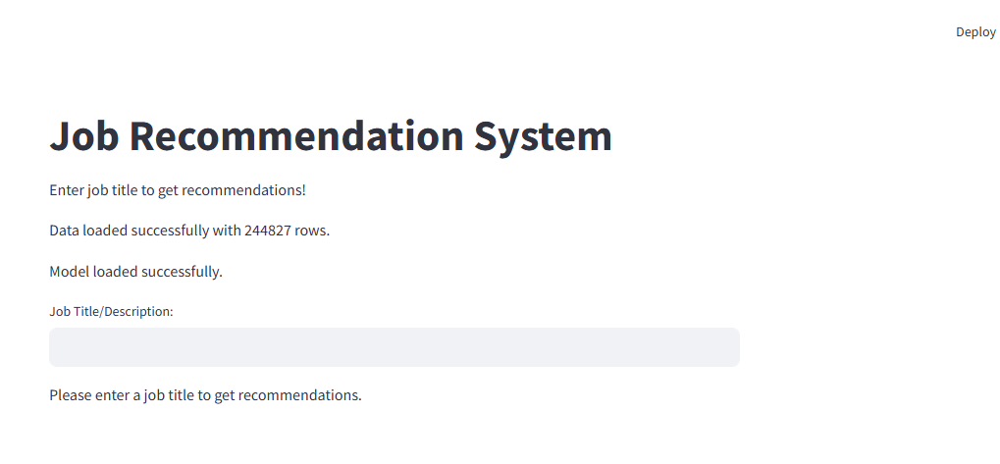 Deploy
Job Recommendation System
Enter job title to get recommendations!
Data loaded successfully with 244827 rows.
Model loaded successfully.
Job Title/Description:
Please enter a job title to get recommendations.